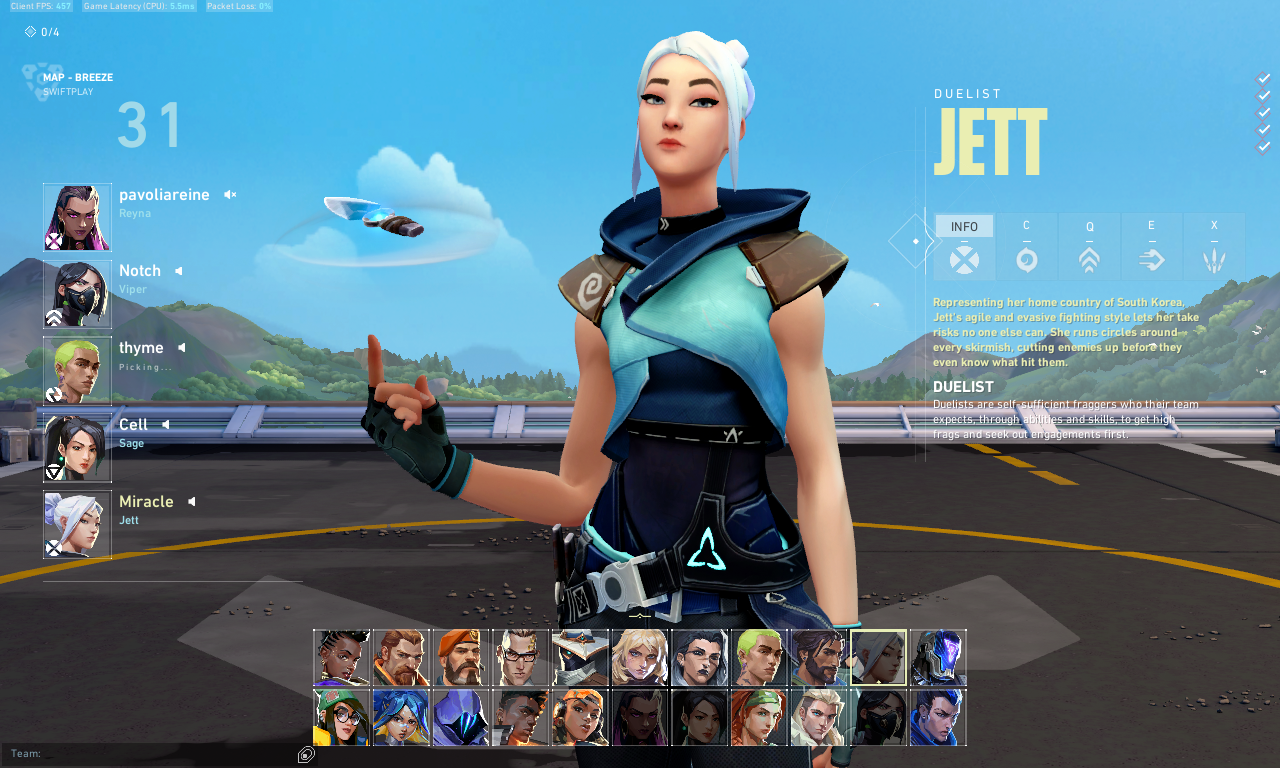 Client FPS: 457 Game Latency (CPU): 5.5ms Packet Loss: 0%
0/4
MAP - BREEZE
SWIFTPLAY
31
pavoliareine
Reyna
Notch
Viper
thyme
Picking...
Cell
Sage
Miracle
Jett
DUELIST
JETT
INFO C Q E X
Representing her home country of South Korea,
Jett's agile and evasive fighting style lets her take
risks no one else can. She runs circles around
every skirmish, cutting enemies up before they
even know what hit them.
DUELIST
Duelists are self-sufficient fraggers who their team
expects, through abilities and skills, to get high
frags and seek out engagements first.
Team: